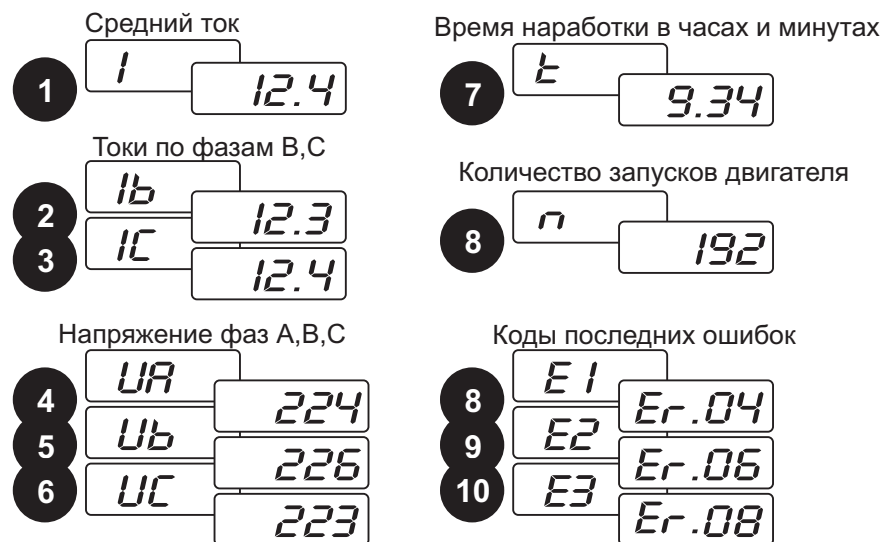 Средний ток
1
I
12.4
Токи по фазам B,C
2
Ib
12.3
3
IC
12.4
Напряжение фаз A,B,C
4
UA
224
5
Ub
226
6
UC
223
Время наработки в часах и минутах
7
t
9.34
Количество запусков двигателя
8
n
192
Коды последних ошибок
8
E1
Er.04
9
E2
Er.06
10
E3
Er.08